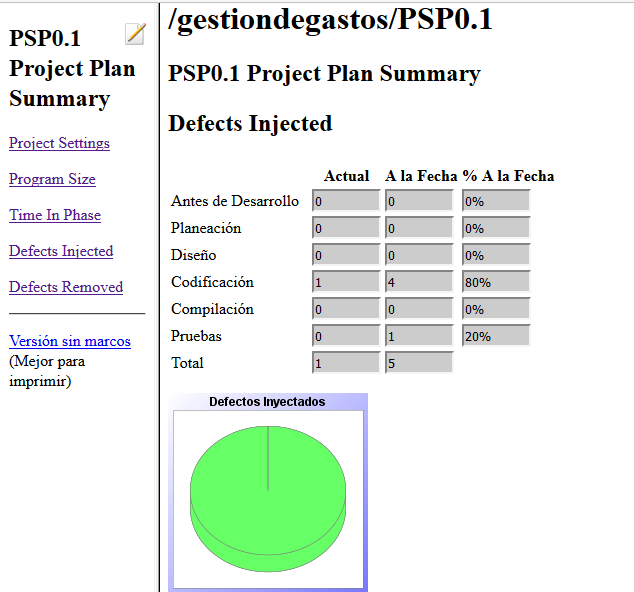 PSP0.1
Project Plan
Summary
Project Settings
Program Size
Time In Phase
Defects Injected
Defects Removed
Versión sin marcos
(Mejor para
imprimir)
/gestiondegastos/PSP0.1
PSP0.1 Project Plan Summary
Defects Injected
Actual A la Fecha % A la Fecha
Antes de Desarrollo 0 0 0%
Planeación 0 0 0%
Diseño 0 0 0%
Codificación 1 4 80%
Compilación 0 0 0%
Pruebas 0 1 20%
Total 1 5
Defectos Inyectados